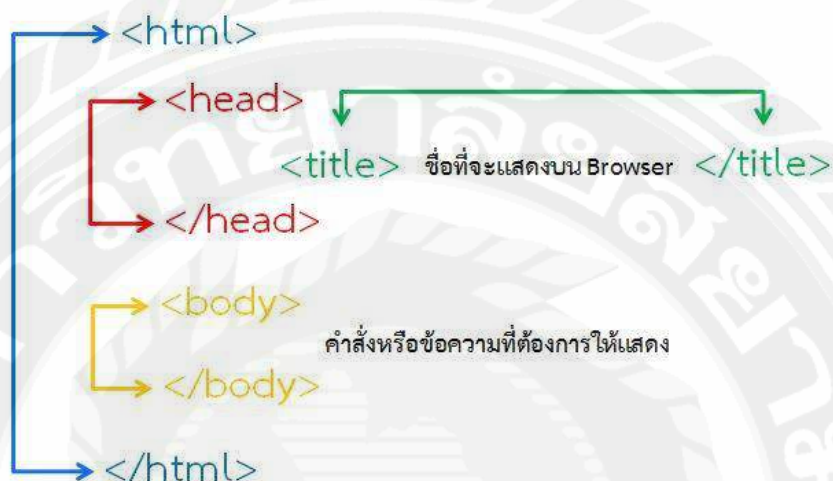 <html>
<head>
<title> ชื่อที่จะแสดงบน Browser </title>
</head>
<body>
คำสั่งหรือข้อความที่ต้องการให้แสดง
</body>
</html>